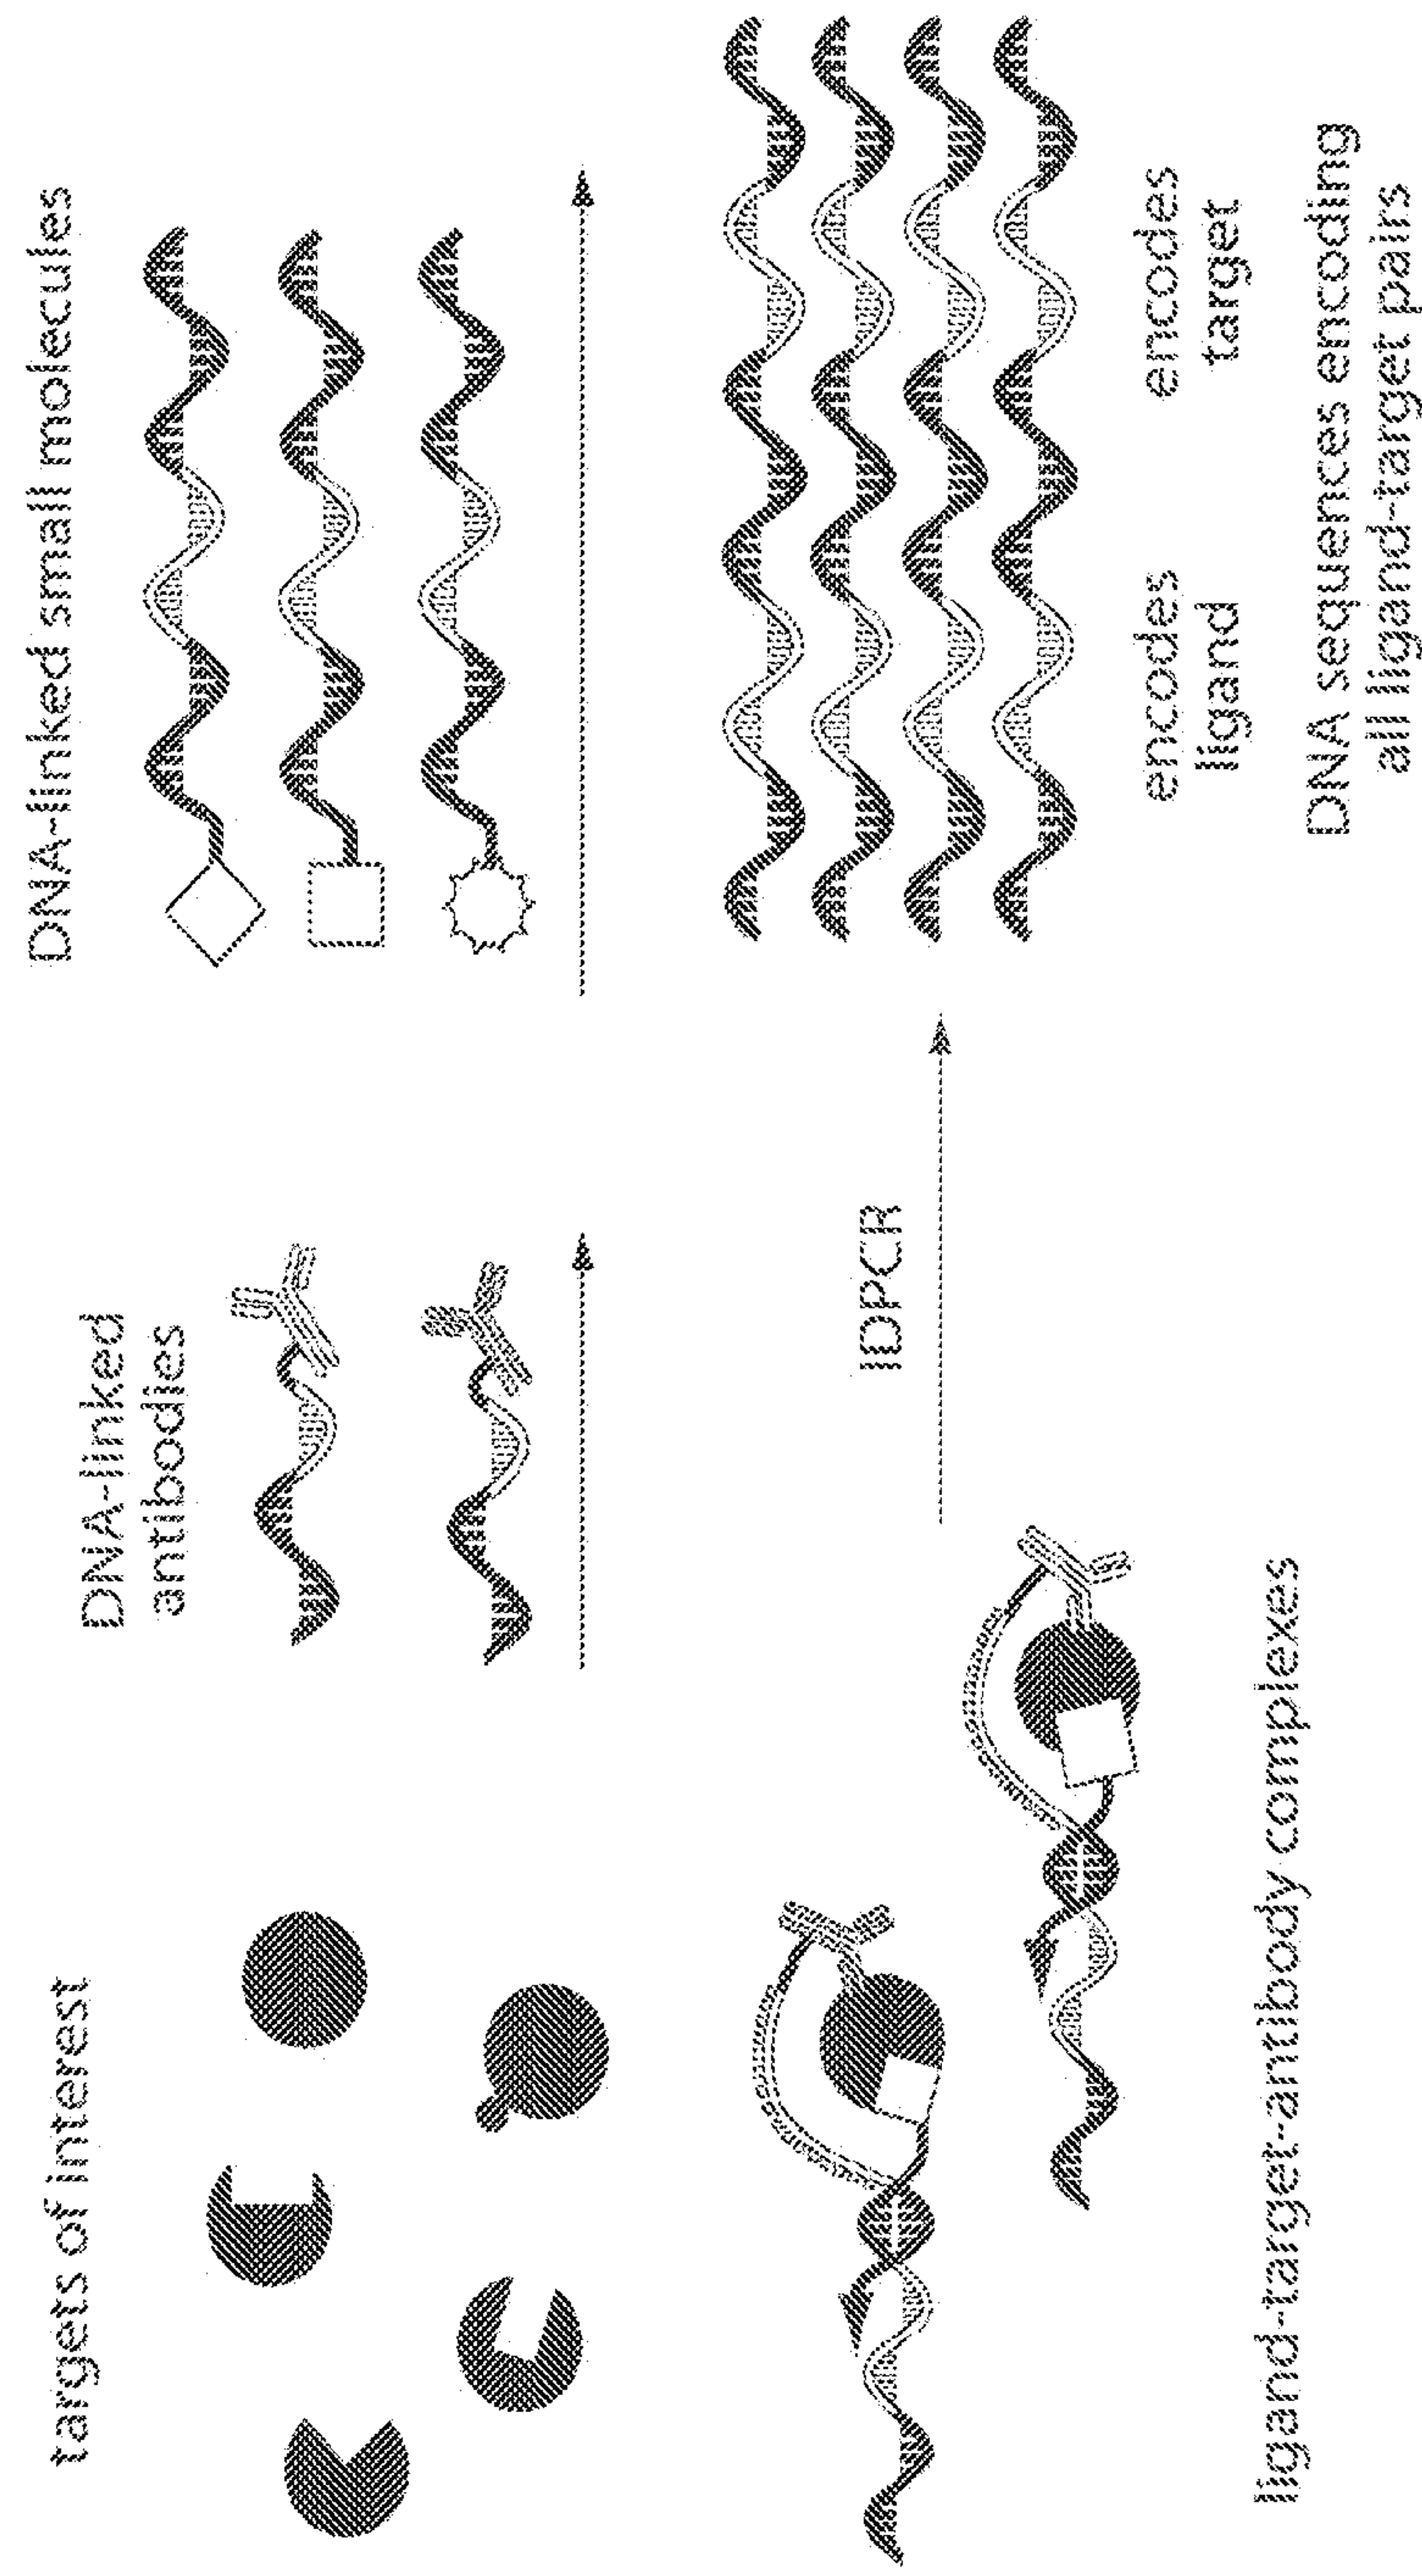 targets of interest
DNA-linked
antibodies
DNA-linked small molecules
ligand-target-antibody complexes
IDPCR
encodes
ligand
encodes
target
DNA sequences encoding
all ligand-target pairs